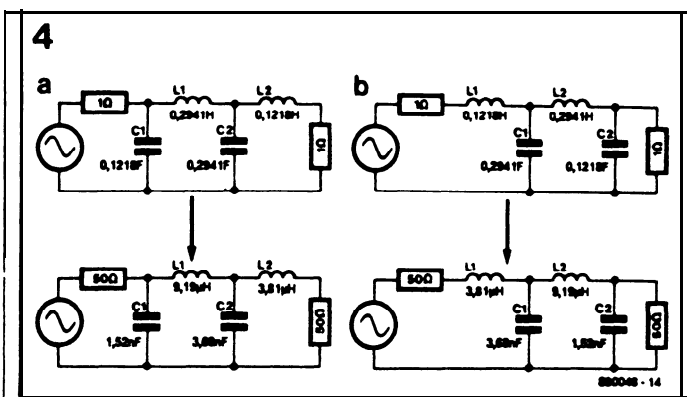 4
a
1Ω
L1
0,2941H
L2
0,1218H
C1
0,1218F
C2
0,2941F
1Ω
b
1Ω
L1
0,1218H
L2
0,2941H
C1
0,2941F
C2
0,1218F
1Ω
50Ω
L1
9,19µH
L2
3,81µH
C1
1,52nF
C2
3,68nF
50Ω
50Ω
L1
3,81µH
L2
9,19µH
C1
3,68nF
C2
1,52nF
50Ω
- 14